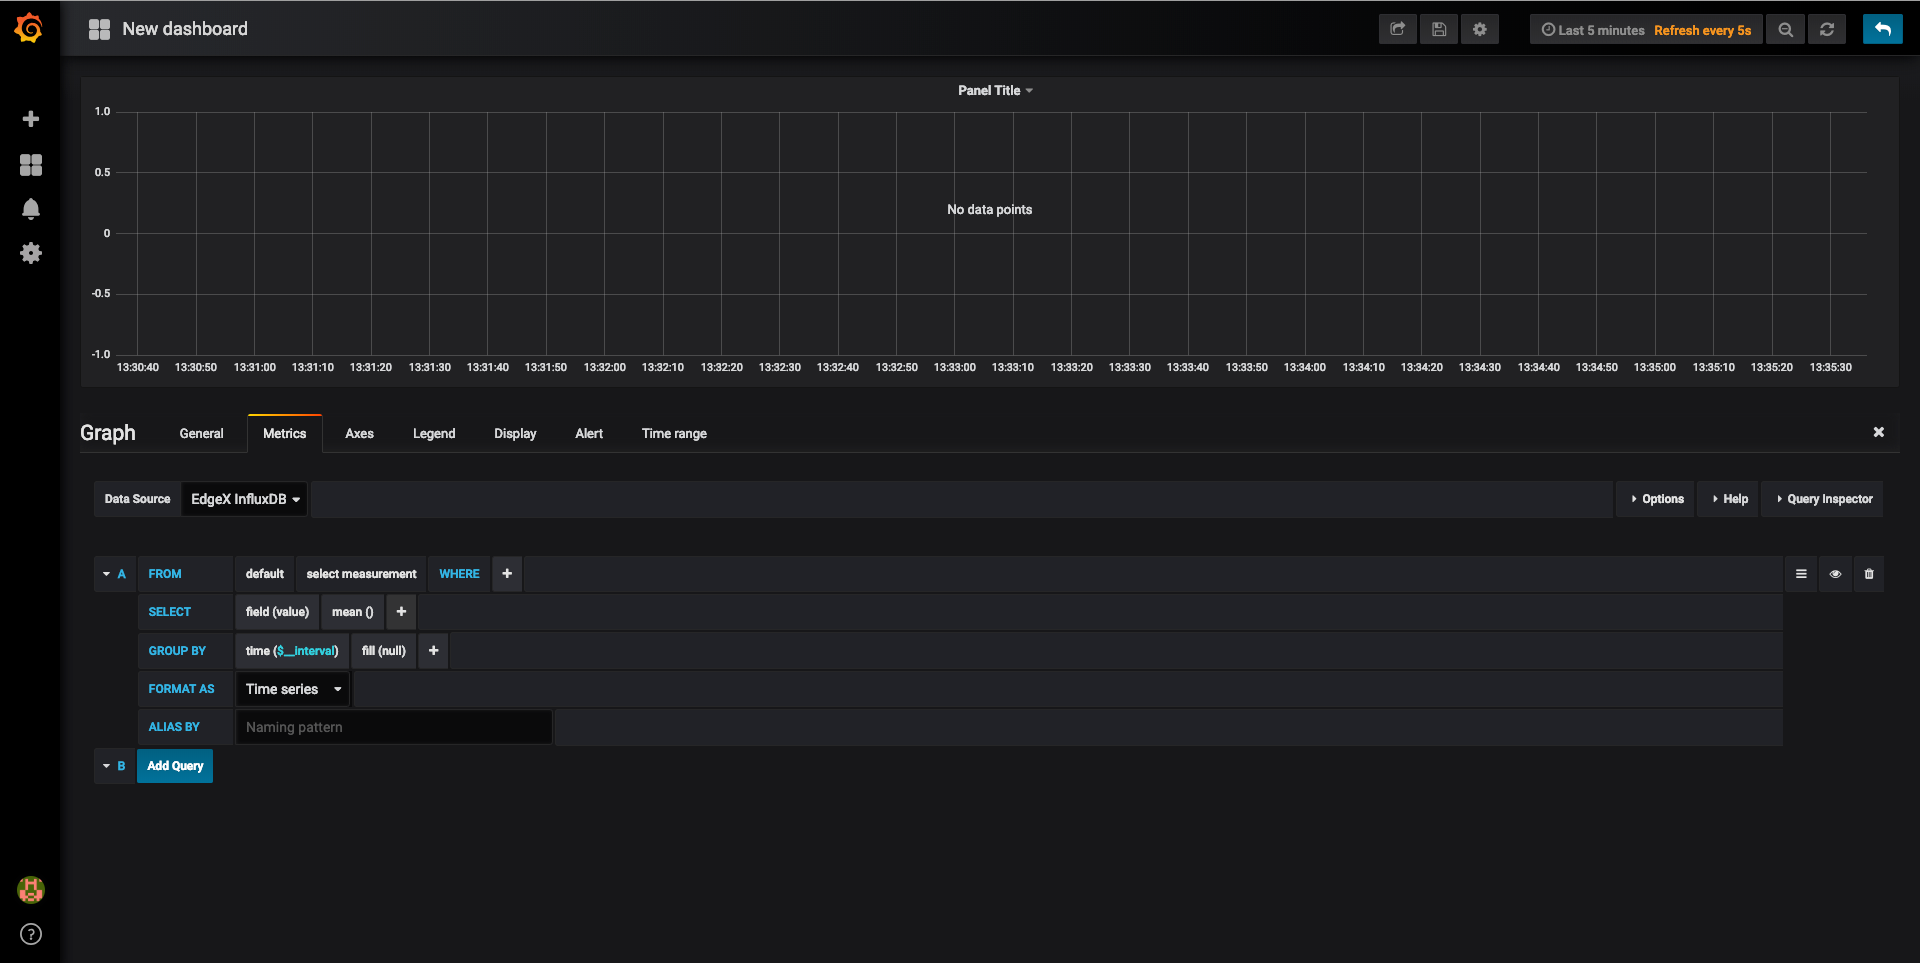 New dashboard
Last 5 minutes Refresh every 5s
Panel Title
1.0
0.5
No data points
0
-0.5
-1.0
13:30:40 13:30:50 13:31:00 13:31:10 13:31:20 13:31:30 13:31:40 13:31:50 13:32:00 13:32:10 13:32:20 13:32:30 13:32:40 13:32:50 13:33:00 13:33:10 13:33:20 13:33:30 13:33:40 13:33:50 13:34:00 13:34:10 13:34:20 13:34:30 13:34:40 13:34:50 13:35:00 13:35:10 13:35:20 13:35:30
Graph General Metrics Axes Legend Display Alert Time range
Data Source EdgeX InfluxDB Options Help Query Inspector
A FROM default select measurement WHERE +
SELECT field (value) mean () +
GROUP BY time ($__interval) fill (null) +
FORMAT AS Time series
ALIAS BY Naming pattern
B Add Query
?